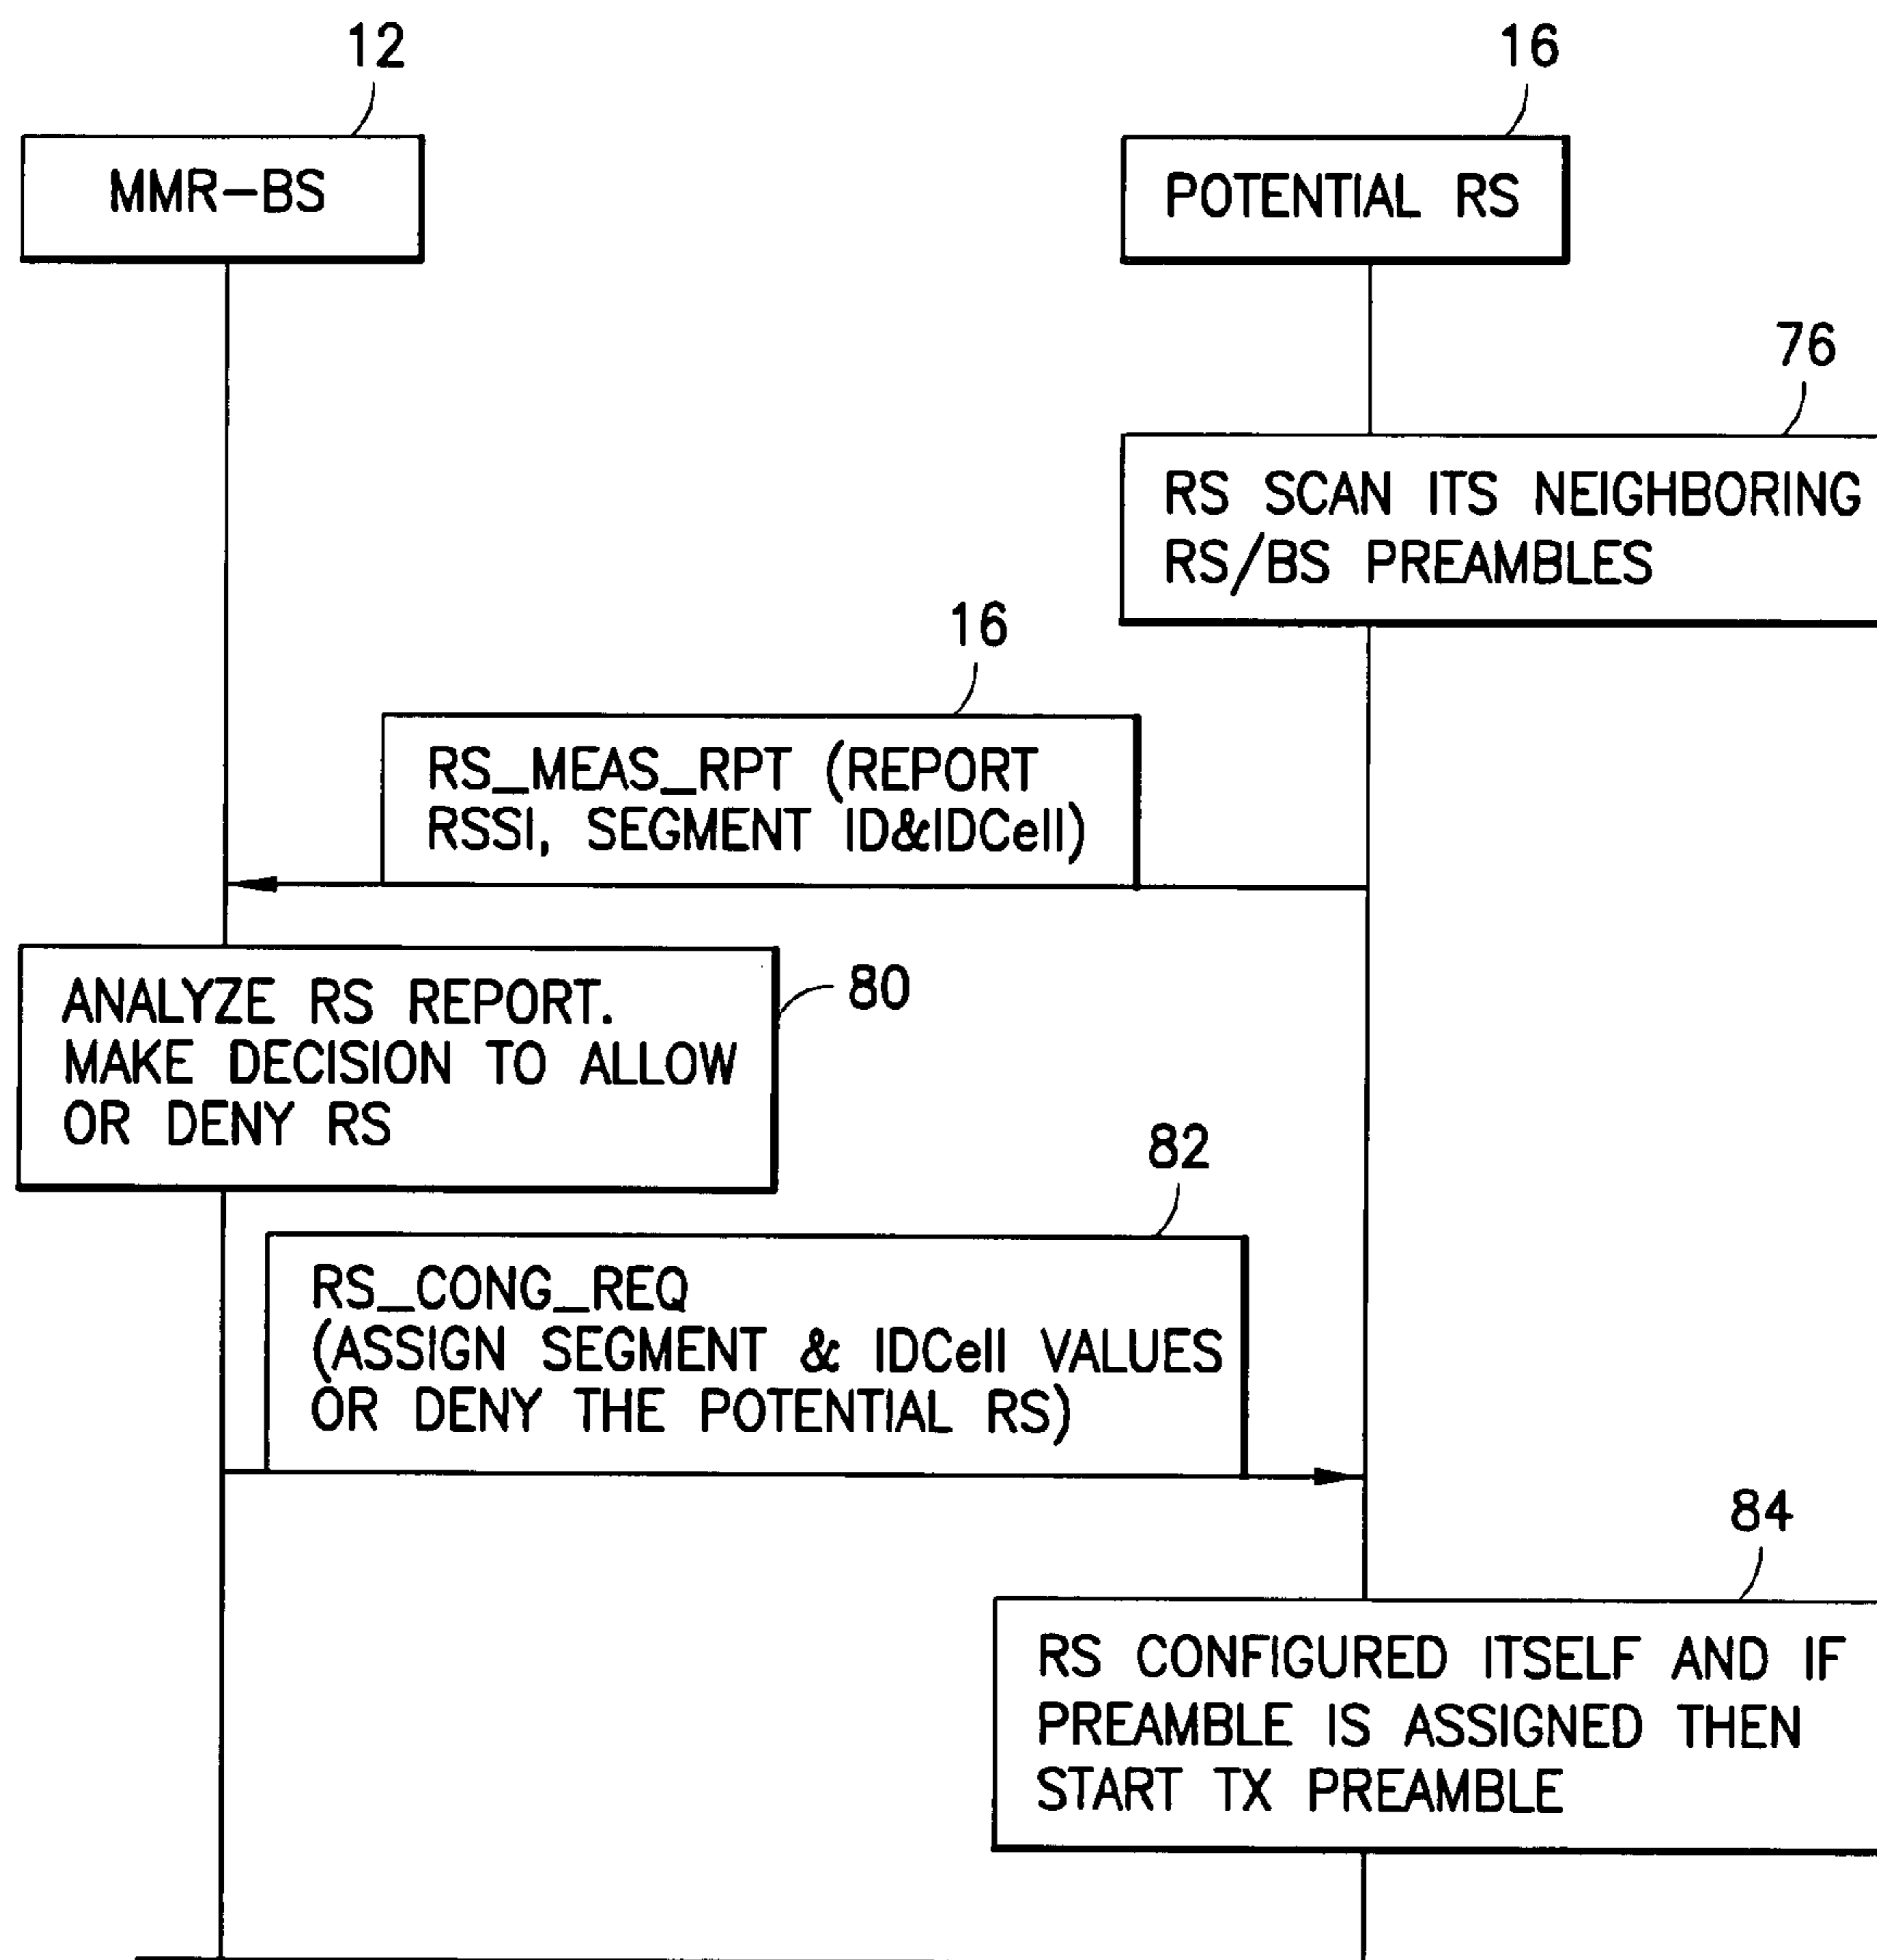 12
16
MMR-BS
POTENTIAL RS
76
RS SCAN ITS NEIGHBORING
RS/BS PREAMBLES
16
RS_MEAS_RPT (REPORT
RSSI, SEGMENT ID&IDCell)
ANALYZE RS REPORT.
MAKE DECISION TO ALLOW
OR DENY RS
80
82
RS_CONG_REQ
(ASSIGN SEGMENT & IDCell VALUES
OR DENY THE POTENTIAL RS)
84
RS CONFIGURED ITSELF AND IF
PREAMBLE IS ASSIGNED THEN
START TX PREAMBLE